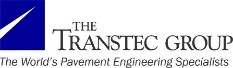 THE
TRANSTEC GROUP
The World's Pavement Engineering Specialists